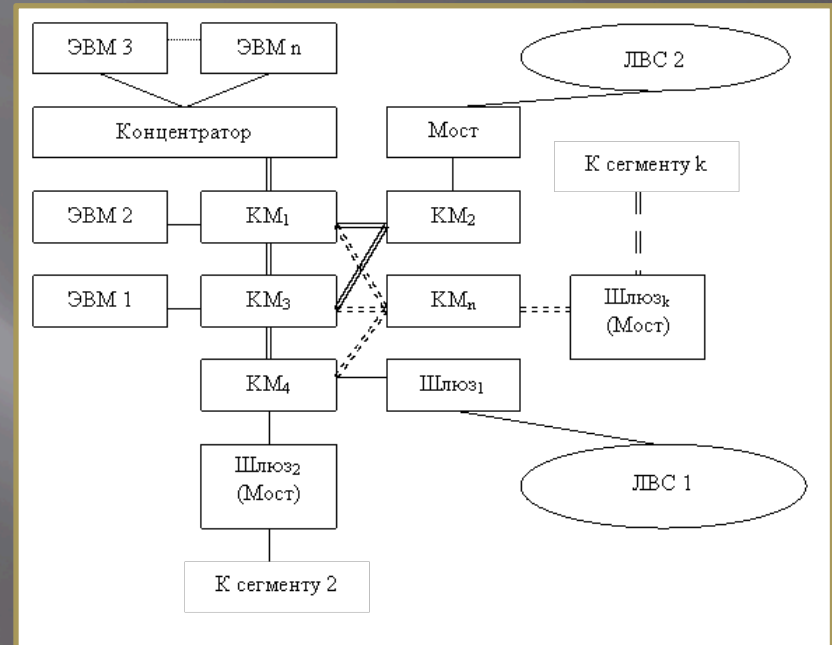 ЭВМ 3
ЭВМ n
ЛВС 2
Концентратор
Мост
К сегменту k
ЭВМ 2
КМ₁
КМ₂
ЭВМ 1
КМ₃
КМₙ
Шлюзₖ
(Мост)
КМ₄
Шлюз₁
Шлюз₂
(Мост)
ЛВС 1
К сегменту 2